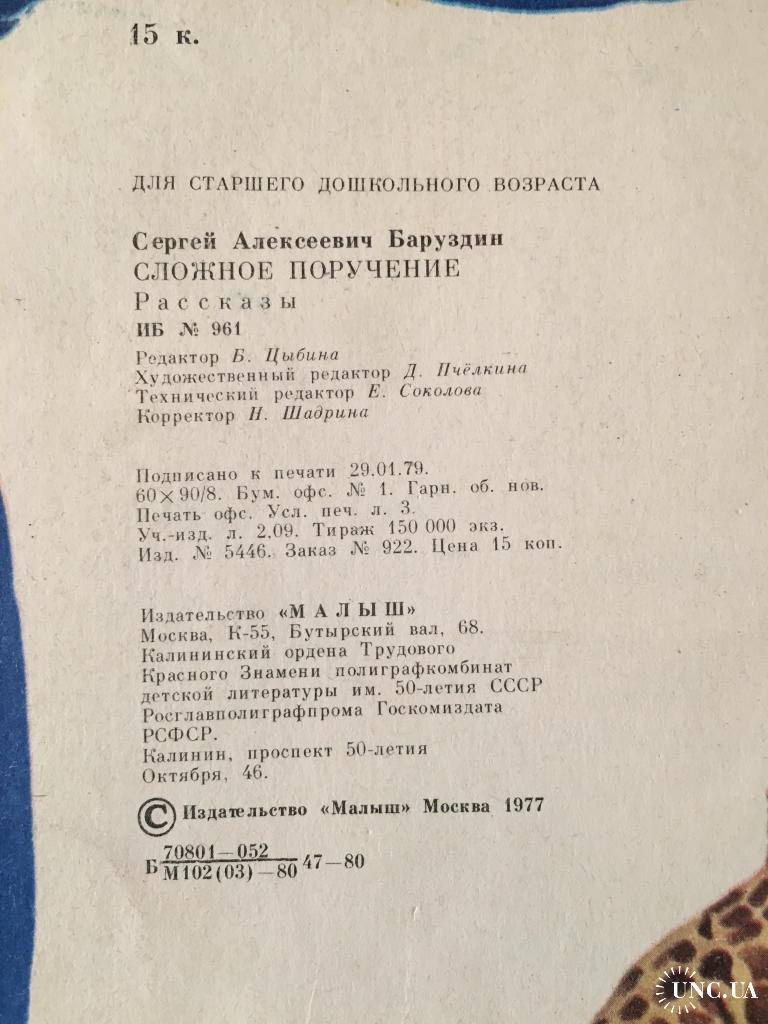 15 к.
ДЛЯ СТАРШЕГО ДОШКОЛЬНОГО ВОЗРАСТА
Сергей Алексеевич Баруздин
СЛОЖНОЕ ПОРУЧЕНИЕ
Рассказы
ИБ № 961
Редактор Б. Цыбина
Художественный редактор Д. Пчёлкина
Технический редактор Е. Соколова
Корректор Н. Шадрина
Подписано к печати 29.01.79.
60×90/8. Бум. офс. № 1. Гарн. об. нов.
Печать офс. Усл. печ. л. 3.
Уч.-изд. л. 2,09. Тираж 150 000 экз.
Изд. № 5446. Заказ № 922. Цена 15 коп.
Издательство «МАЛЫШ»
Москва, К-55, Бутырский вал, 68.
Калининский ордена Трудового
Красного Знамени полиграфкомбинат
детской литературы им. 50-летия СССР
Росглавполиграфпрома Госкомиздата
РСФСР.
Калинин, проспект 50-летия
Октября, 46.
© Издательство «Малыш» Москва 1977
70801—052
Б М102(03)—80 47—80
UNC.UA